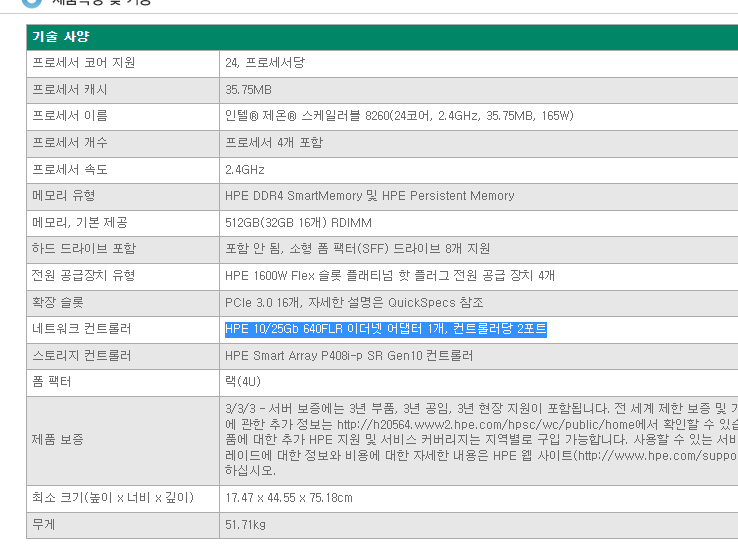 제품특징 및 기능
기술 사양
프로세서 코어 지원 24, 프로세서당
프로세서 캐시 35.75MB
프로세서 이름 인텔® 제온® 스케일러블 8260(24코어, 2.4GHz, 35.75MB, 165W)
프로세서 개수 프로세서 4개 포함
프로세서 속도 2.4GHz
메모리 유형 HPE DDR4 SmartMemory 및 HPE Persistent Memory
메모리, 기본 제공 512GB(32GB 16개) RDIMM
하드 드라이브 포함 포함 안 됨, 소형 폼 팩터(SFF) 드라이브 8개 지원
전원 공급장치 유형 HPE 1600W Flex 슬롯 플래티넘 핫 플러그 전원 공급 장치 4개
확장 슬롯 PCIe 3.0 16개, 자세한 설명은 QuickSpecs 참조
네트워크 컨트롤러 HPE 10/25Gb 640FLR 이더넷 어댑터 1개, 컨트롤러당 2포트
스토리지 컨트롤러 HPE Smart Array P408i-p SR Gen10 컨트롤러
폼 팩터 랙(4U)
제품 보증 3/3/3 - 서버 보증에는 3년 부품, 3년 공임, 3년 현장 지원이 포함됩니다. 전 세계 제한 보증 및
에 관한 추가 정보는 http://h20564.www2.hpe.com/hpsc/wc/public/home에서 확인할 수 있
품에 대한 추가 HPE 지원 및 서비스 커버리지는 지역별로 구입 가능합니다. 사용할 수 있는 서비
레이드에 대한 정보와 비용에 대한 자세한 내용은 HPE 웹 사이트(http://www.hpe.com/suppo
하십시오.
최소 크기(높이 x 너비 x 깊이) 17.47 x 44.55 x 75.18cm
무게 51.71kg